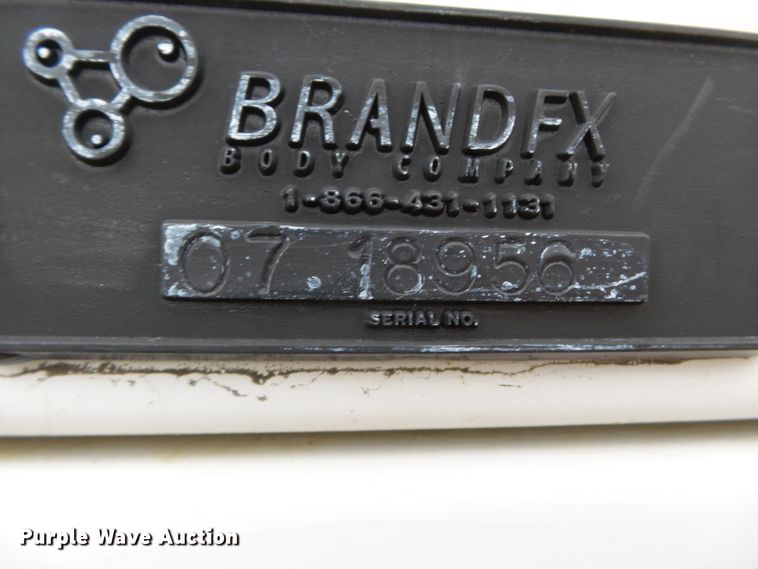 BRANDFX
BODY COMPANY
1-866-431-1131
07 18956
SERIAL NO.
Purple Wave Auction